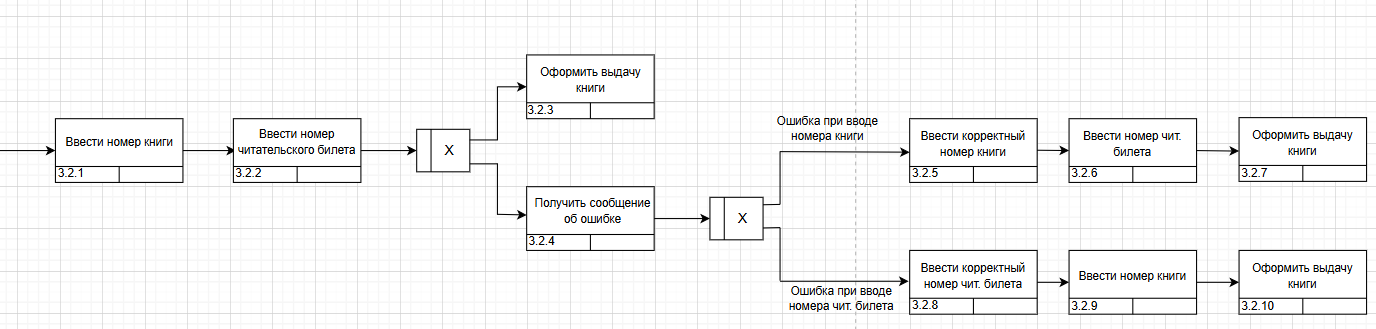 Ввести номер книги
3.2.1
Ввести номер
читательского билета
3.2.2
X
Оформить выдачу
книги
3.2.3
Получить сообщение
об ошибке
3.2.4
X
Ошибка при вводе
номера книги
Ввести корректный
номер книги
3.2.5
Ввести номер чит.
билета
3.2.6
Оформить выдачу
книги
3.2.7
Ошибка при вводе
номера чит. билета
Ввести корректный
номер чит. билета
3.2.8
Ввести номер книги
3.2.9
Оформить выдачу
книги
3.2.10